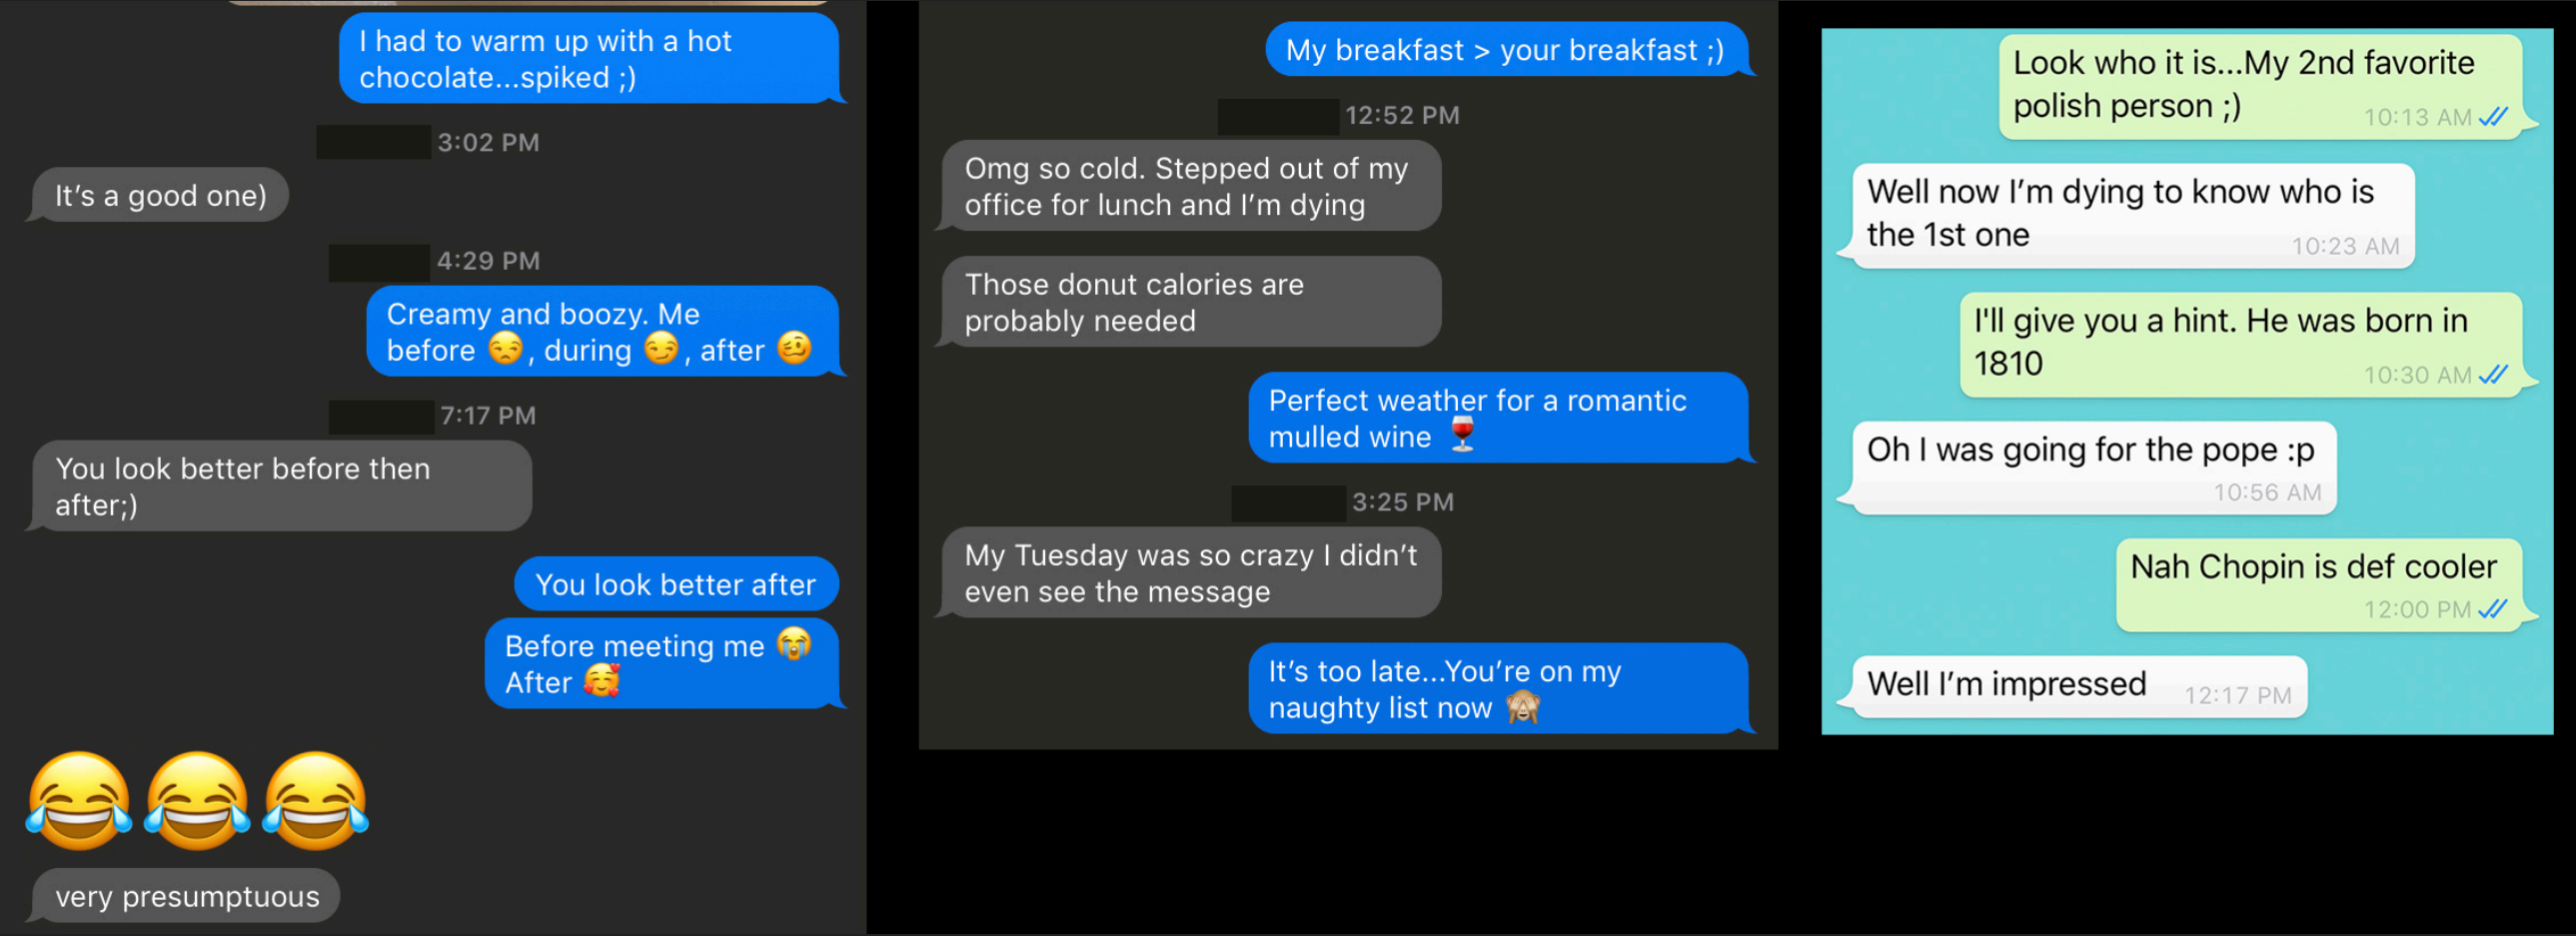 I had to warm up with a hot
chocolate...spiked ;)
3:02 PM
It's a good one)
4:29 PM
Creamy and boozy. Me
before 😒, during 😏, after 🥴
7:17 PM
You look better before then
after;)
You look better after
Before meeting me 😭
After 🥰
😂😂😂
very presumptuous
My breakfast > your breakfast ;)
12:52 PM
Omg so cold. Stepped out of my
office for lunch and I'm dying
Those donut calories are
probably needed
Perfect weather for a romantic
mulled wine 🍷
3:25 PM
My Tuesday was so crazy I didn't
even see the message
It's too late...You're on my
naughty list now 🙈
Look who it is...My 2nd favorite
polish person ;)
10:13 AM
Well now I'm dying to know who is
the 1st one
10:23 AM
I'll give you a hint. He was born in
1810
10:30 AM
Oh I was going for the pope :p
10:56 AM
Nah Chopin is def cooler
12:00 PM
Well I'm impressed
12:17 PM